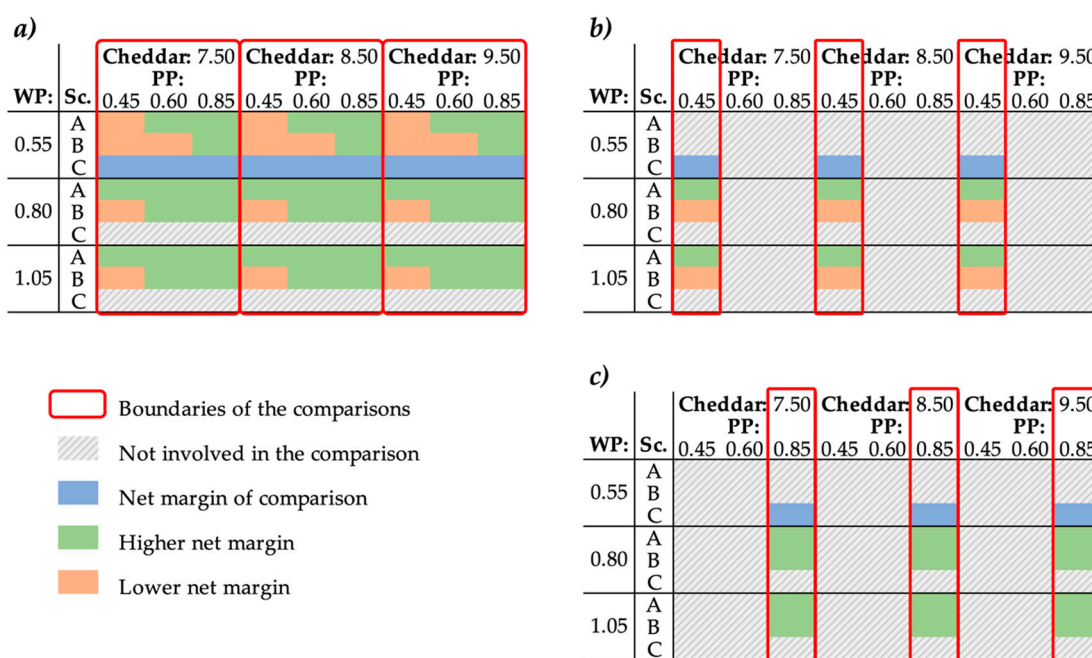 a)
Cheddar: 7.50 Cheddar: 8.50 Cheddar: 9.50
PP: PP: PP:
WP: Sc. 0.45 0.60 0.85 0.45 0.60 0.85 0.45 0.60 0.85
A
0.55 B
C
A
0.80 B
C
A
1.05 B
C
b)
Cheddar: 7.50 Cheddar: 8.50 Cheddar: 9.50
PP: PP: PP:
WP: Sc. 0.45 0.60 0.85 0.45 0.60 0.85 0.45 0.60 0.85
A
0.55 B
C
A
0.80 B
C
A
1.05 B
C
Boundaries of the comparisons
Not involved in the comparison
Net margin of comparison
Higher net margin
Lower net margin
c)
Cheddar: 7.50 Cheddar: 8.50 Cheddar: 9.50
PP: PP: PP:
WP: Sc. 0.45 0.60 0.85 0.45 0.60 0.85 0.45 0.60 0.85
A
0.55 B
C
A
0.80 B
C
A
1.05 B
C